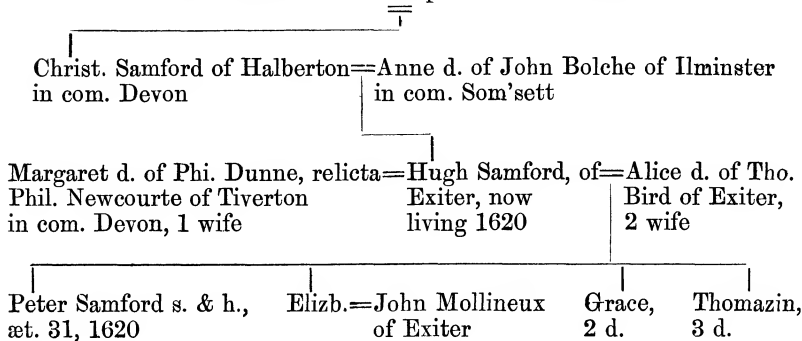 Christ. Samford of Halberton=Anne d. of John Bolche of Ilminster
in com. Devon in com. Som'sett
Margaret d. of Phi. Dunne, relicta=Hugh Samford, of=Alice d. of Tho.
Phil. Newcourte of Tiverton Exiter, now Bird of Exiter,
in com. Devon, 1 wife living 1620 2 wife
Peter Samford s. & h., Elizb.=John Mollineux Grace, Thomazin,
æt. 31, 1620 of Exiter 2 d. 3 d.